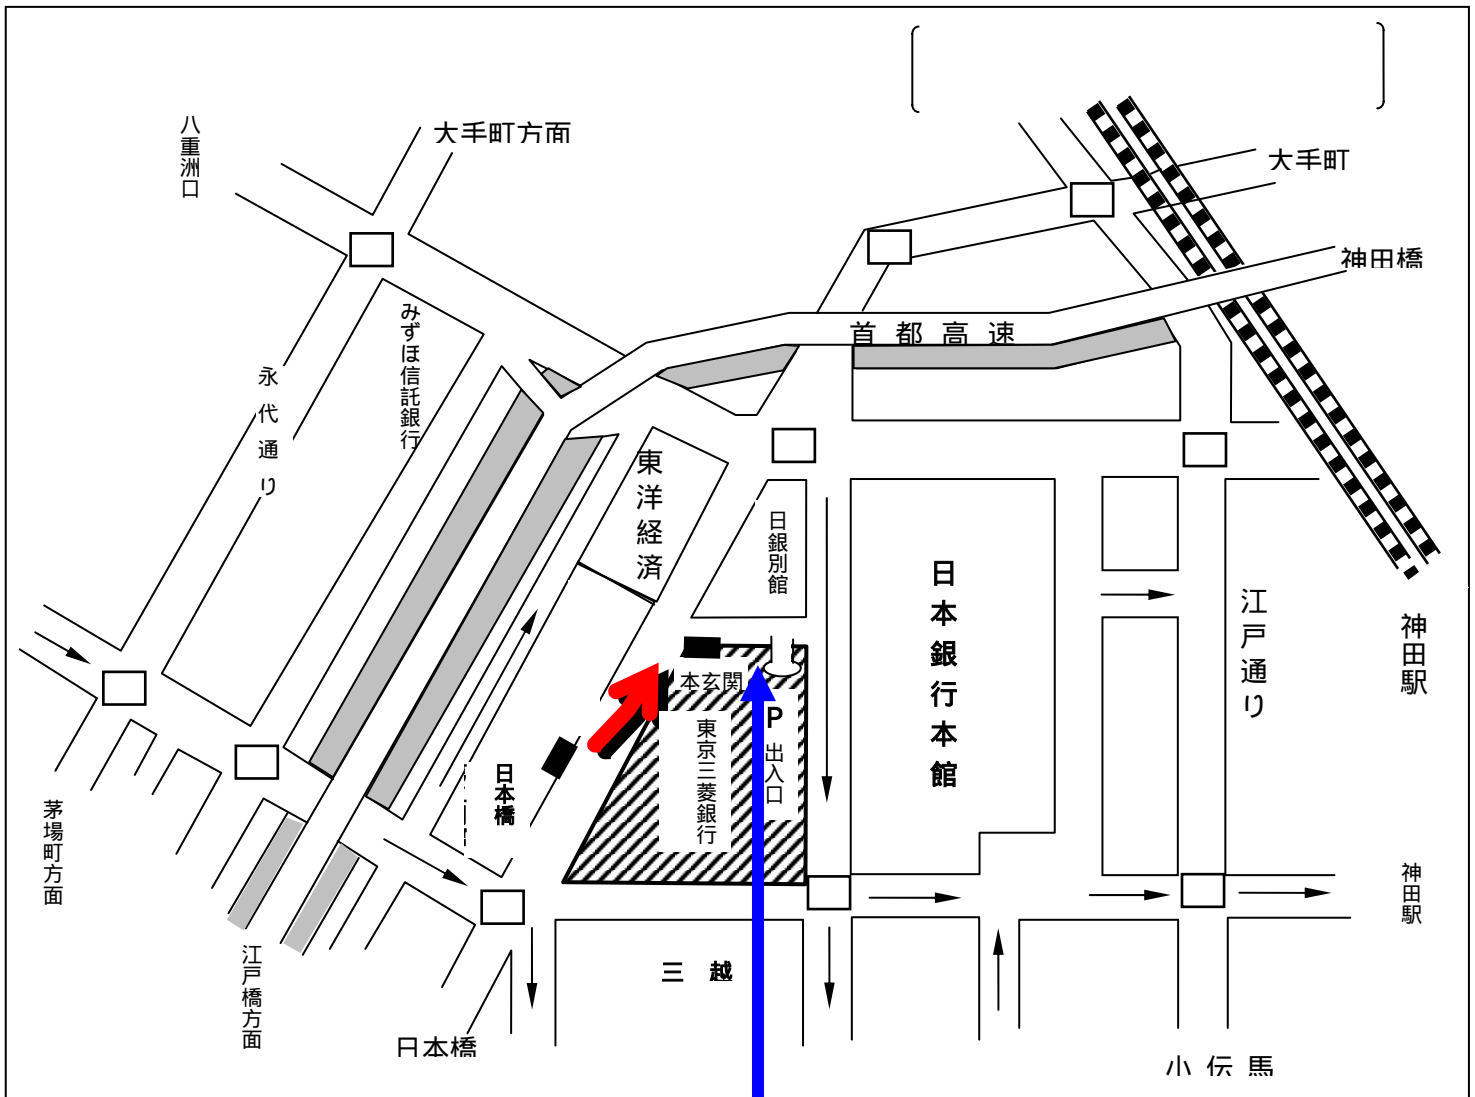 八重洲口
大手町方面
大手町
神田橋
首都高速
みずほ信託銀行
永代通り
東洋経済
日銀別館
日本銀行本館
江戸通り
神田駅
本玄関
P
出入口
東京三菱銀行
日本橋
茅場町方面
神田駅
江戸橋方面
三越
日本橋
小伝馬